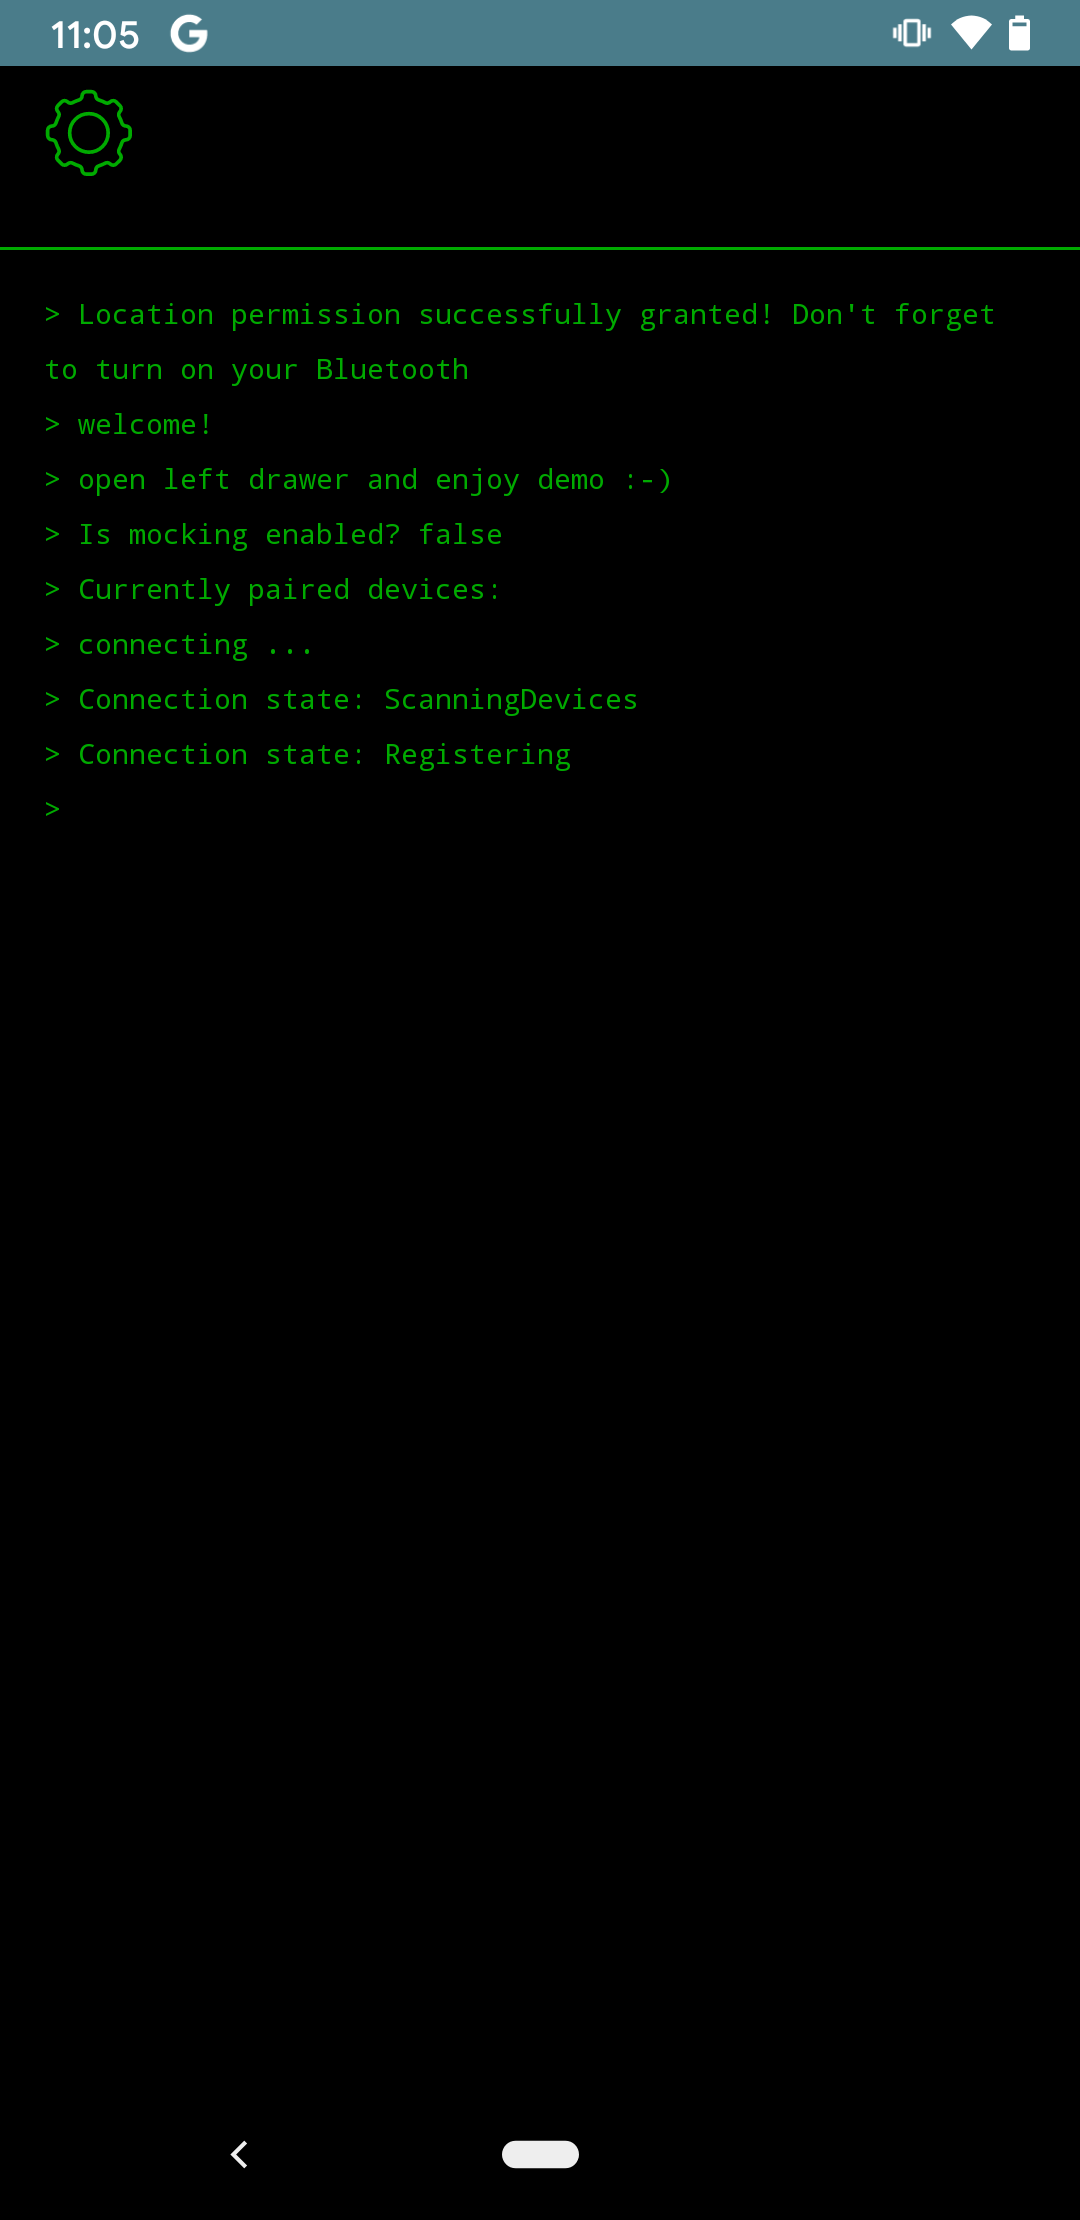 11:05
> Location permission successfully granted! Don't forget
to turn on your Bluetooth
> welcome!
> open left drawer and enjoy demo :-)
> Is mocking enabled? false
> Currently paired devices:
> connecting ...
> Connection state: ScanningDevices
> Connection state: Registering
>